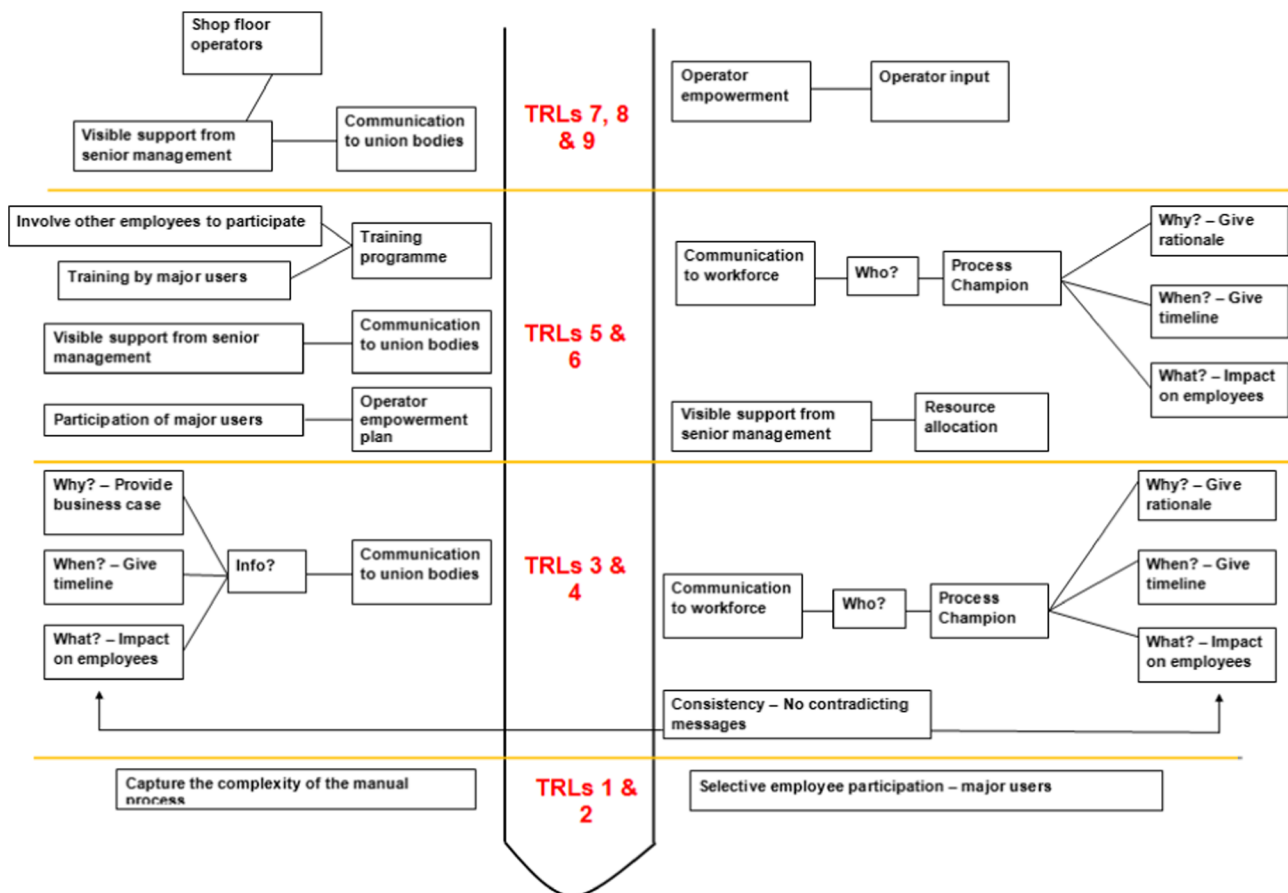 Shop floor
operators
Visible support from
senior management
Communication
to union bodies
TRLs 7, 8
& 9
Operator
empowerment
Operator input
Involve other employees to participate
Training by major users
Training
programme
Visible support from senior
management
Communication
to union bodies
Participation of major users
Operator
empowerment
plan
TRLs 5 &
6
Communication
to workforce
Who?
Process
Champion
Why? – Give
rationale
When? – Give
timeline
What? – Impact
on employees
Visible support from
senior management
Resource
allocation
Why? – Provide
business case
When? – Give
timeline
What? – Impact
on employees
Info?
Communication
to union bodies
TRLs 3 &
4
Communication
to workforce
Who?
Process
Champion
Why? – Give
rationale
When? – Give
timeline
What? – Impact
on employees
Consistency – No contradicting
messages
Capture the complexity of the manual
process
TRLs 1 &
2
Selective employee participation – major users